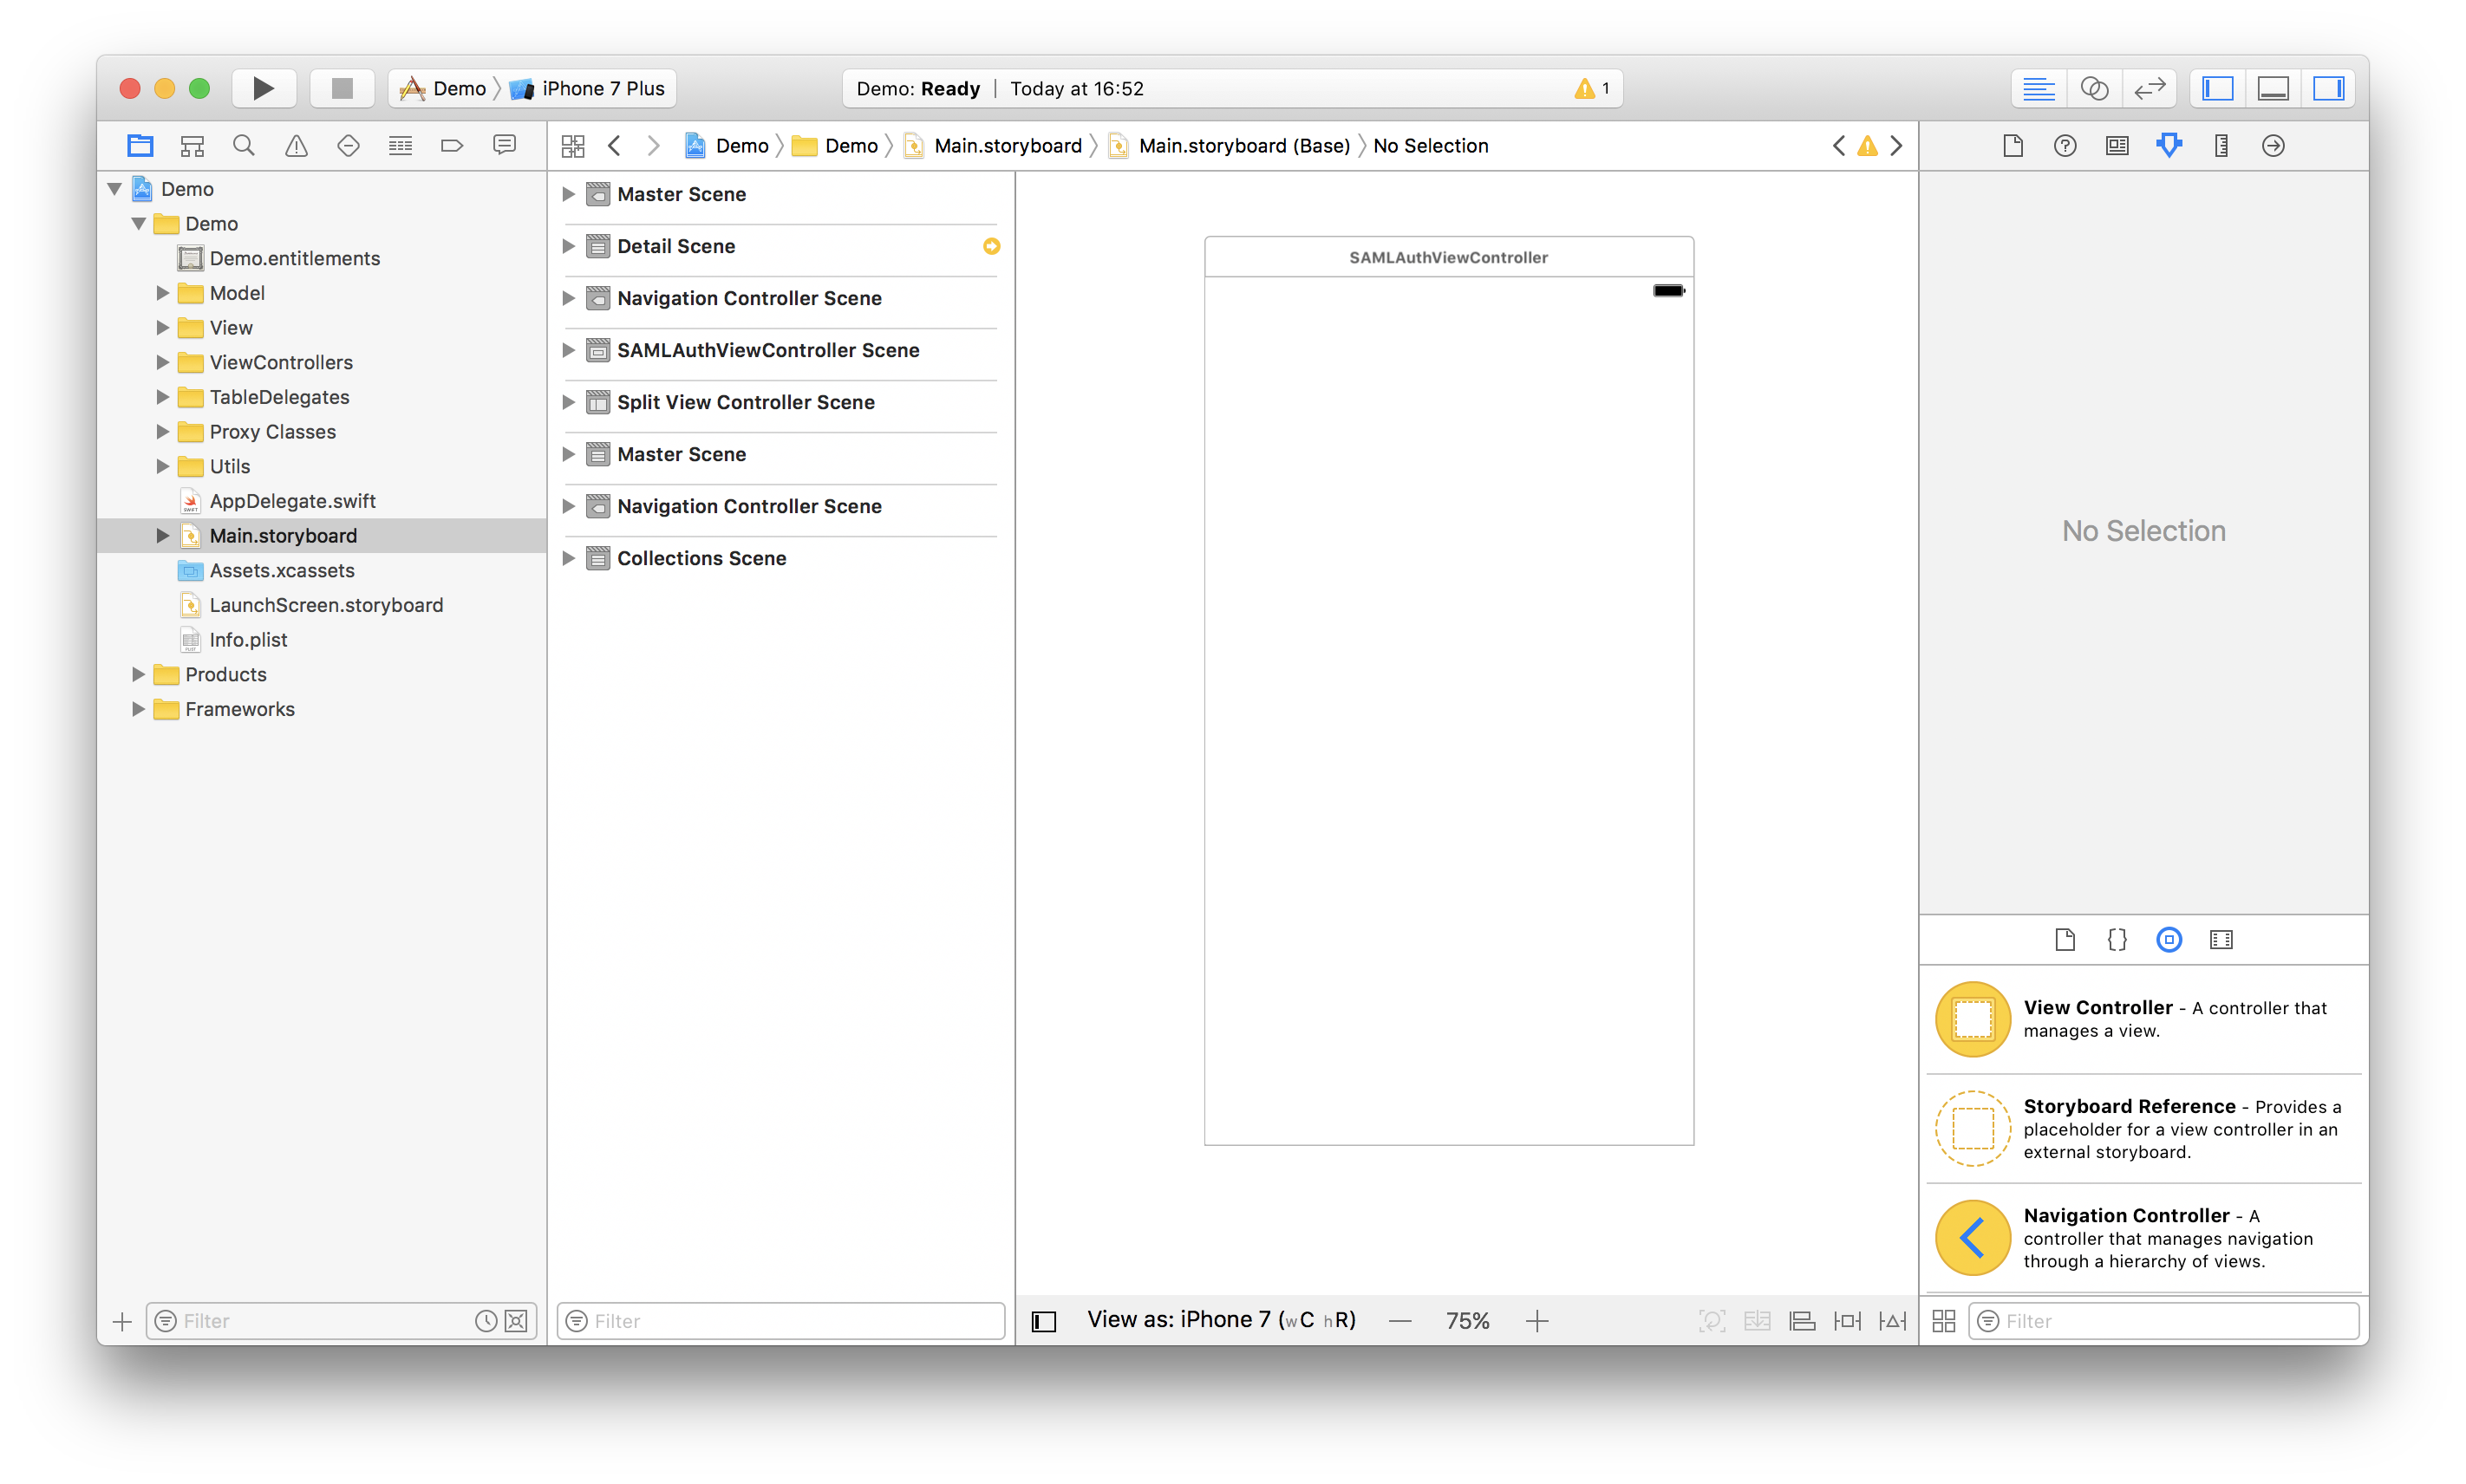 Demo iPhone 7 Plus
Demo: Ready | Today at 16:52
1
Demo Demo Main.storyboard Main.storyboard (Base) No Selection
Demo
Demo
Demo.entitlements
Model
View
ViewControllers
TableDelegates
Proxy Classes
Utils
AppDelegate.swift
Main.storyboard
Assets.xcassets
LaunchScreen.storyboard
Info.plist
Products
Frameworks
Filter
Master Scene
Detail Scene
Navigation Controller Scene
SAMLAuthViewController Scene
Split View Controller Scene
Master Scene
Navigation Controller Scene
Collections Scene
Filter
SAMLAuthViewController
View as: iPhone 7 (wC hR)
75%
No Selection
{}
View Controller - A controller that
manages a view.
Storyboard Reference - Provides a
placeholder for a view controller in an
external storyboard.
Navigation Controller - A
controller that manages navigation
through a hierarchy of views.
Filter